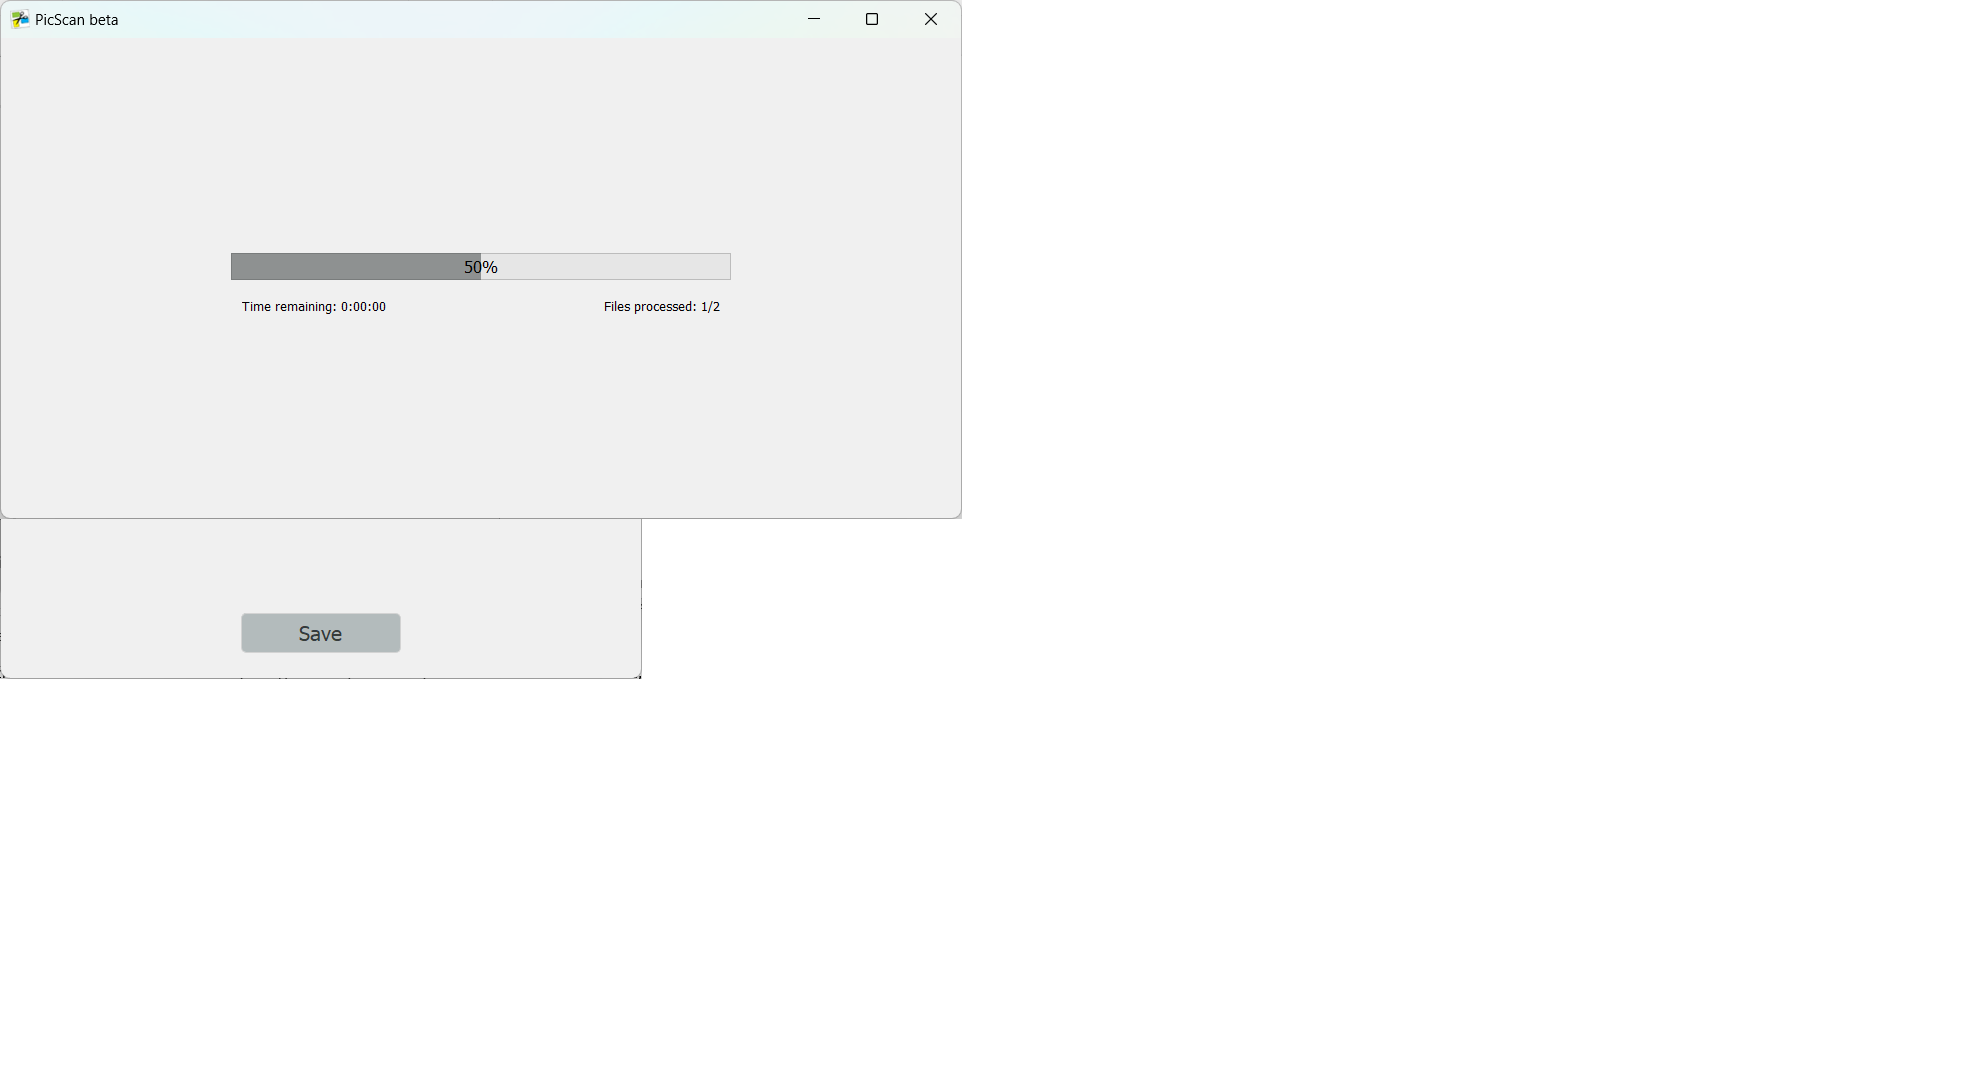 PicScan beta
50%
Time remaining: 0:00:00
Files processed: 1/2
Save